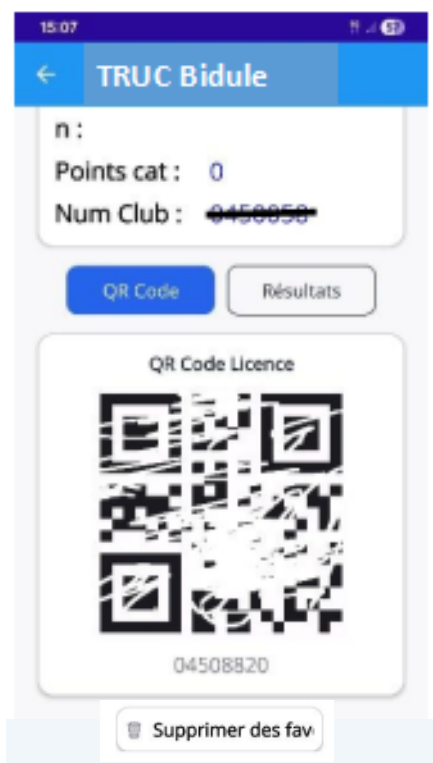 15:07 57
← TRUC Bidule
n :
Points cat : 0
Num Club :
QR Code Résultats
QR Code Licence
04508820
Supprimer des fav